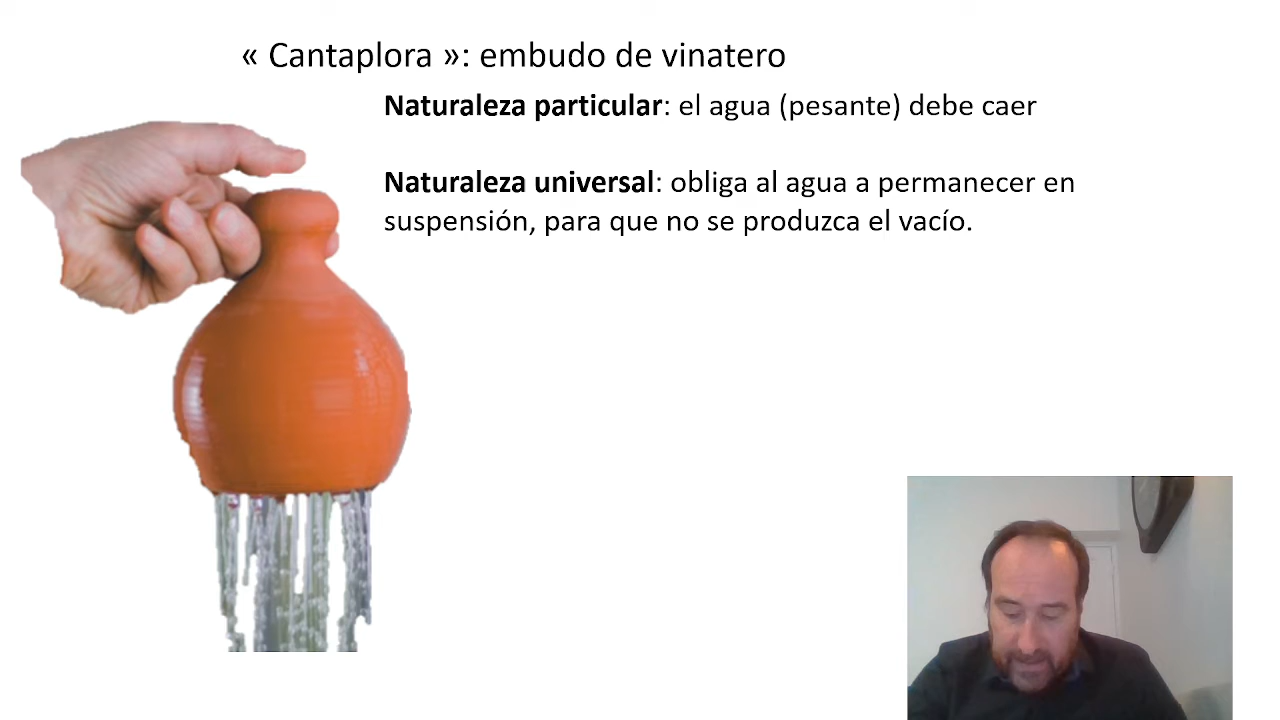 « Cantaplora »: embudo de vinatero
Naturaleza particular: el agua (pesante) debe caer
Naturaleza universal: obliga al agua a permanecer en
suspensión, para que no se produzca el vacío.